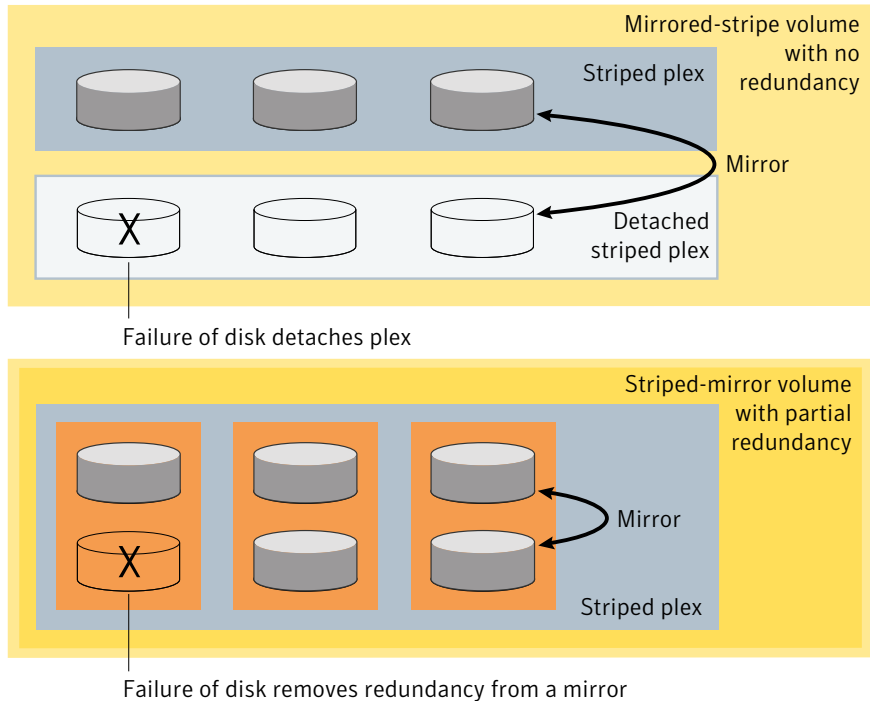 Mirrored-stripe volume
with no
redundancy
Striped plex
Mirror
Detached
striped plex
X
Failure of disk detaches plex
Striped-mirror volume
with partial
redundancy
Mirror
X
Striped plex
Failure of disk removes redundancy from a mirror